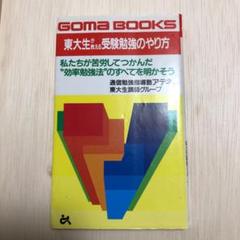 GOMA BOOKS
東大生が教える受験勉強のやり方
私たちが苦労してつかんだ
“効率勉強法”のすべてを明かそう
通信勉強指導勤アテネ
東大生講師グループ